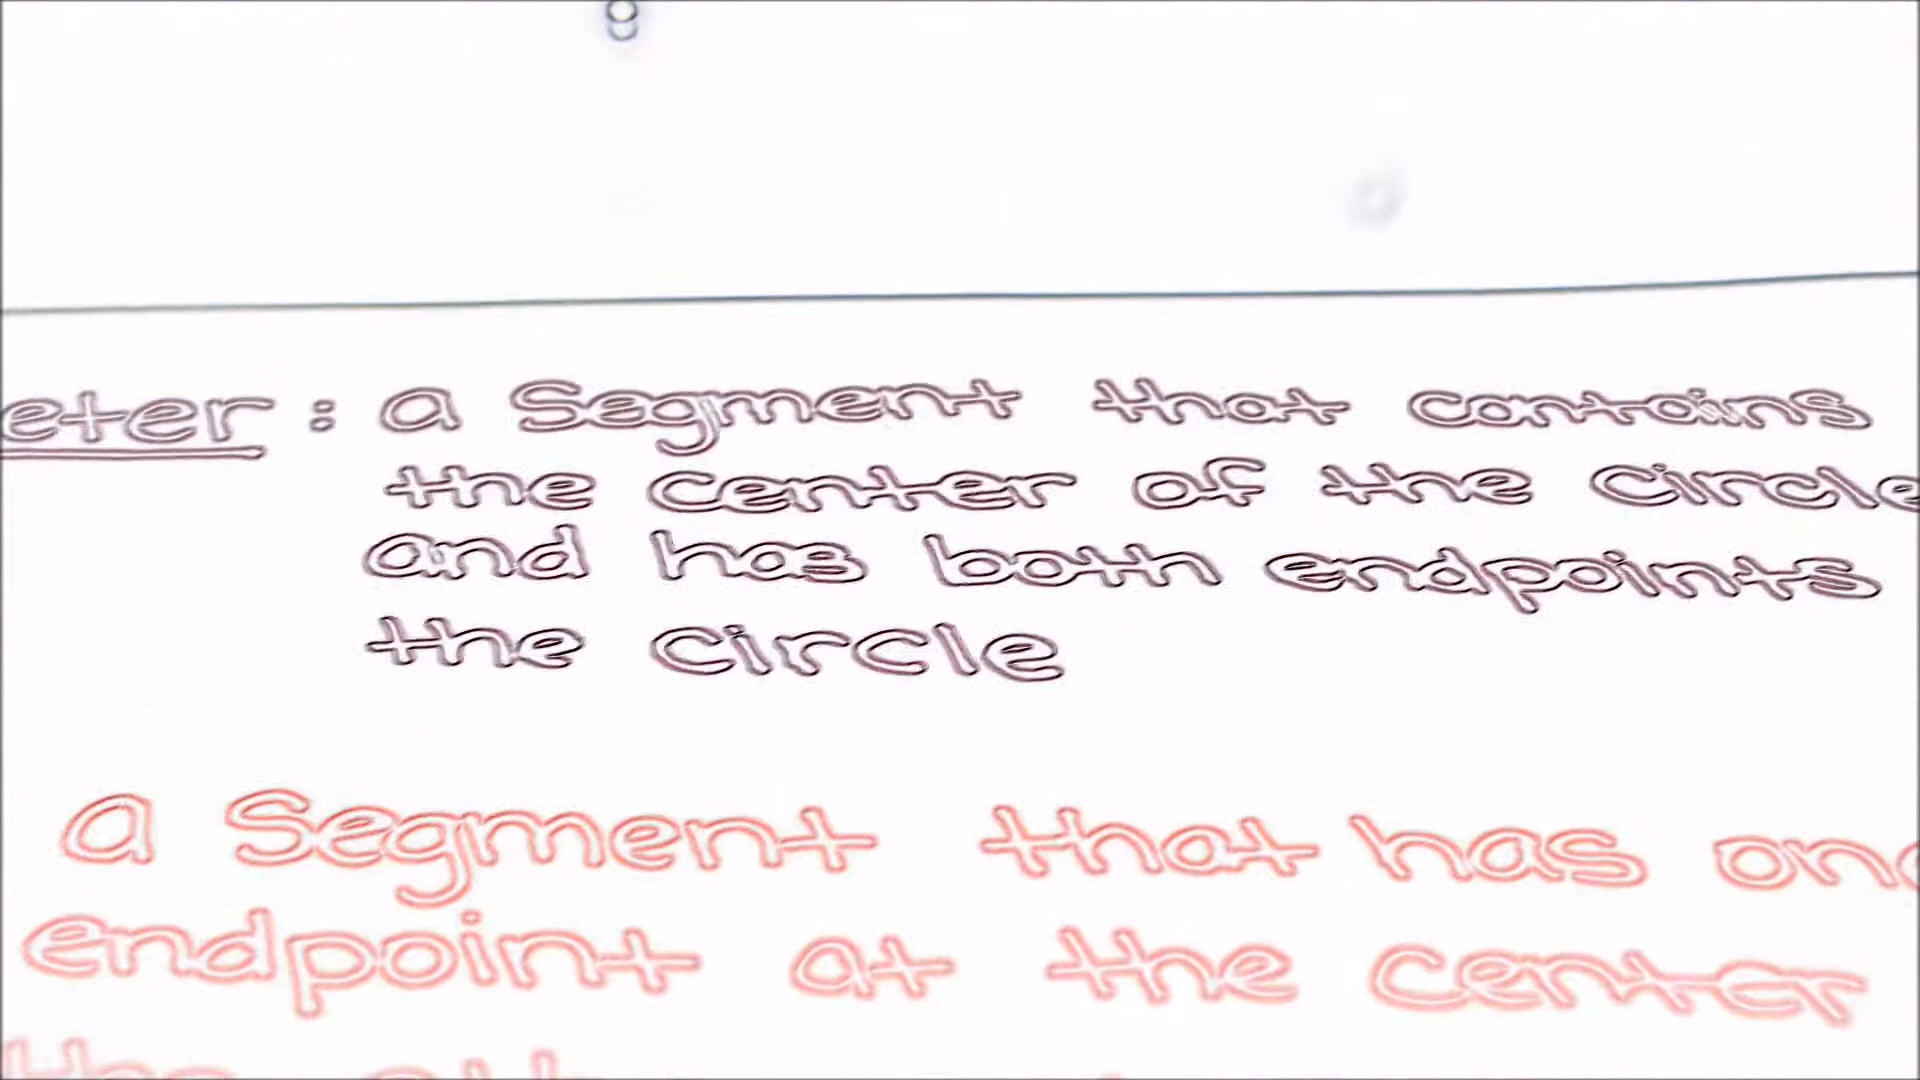 eter : a Segment that contains
the center of the circle
and has both endpoints
the circle
a Segment that has one
endpoint at the center